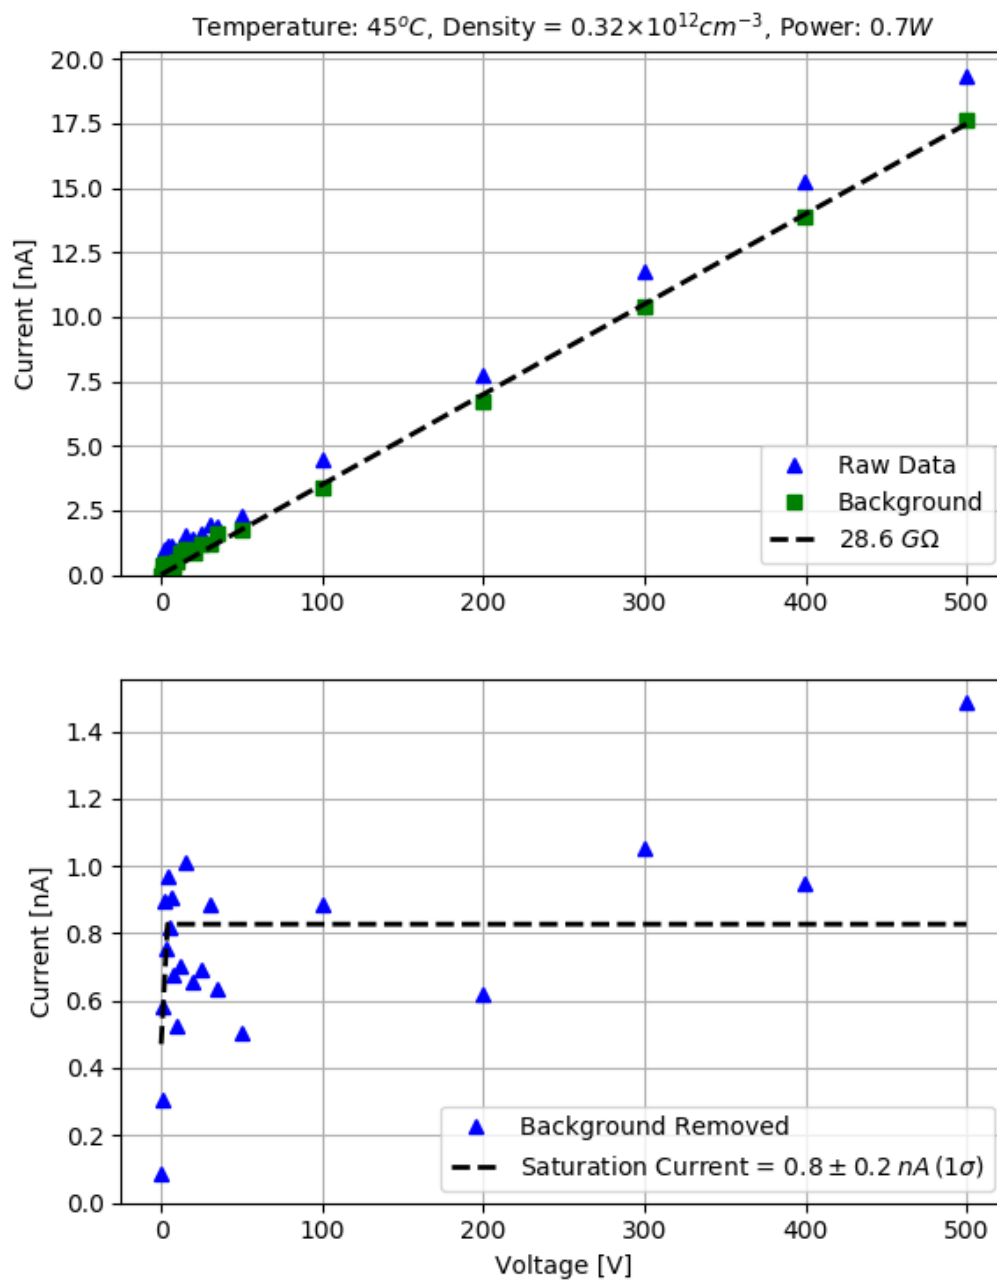 Temperature: 45°C, Density = 0.32×10¹²cm⁻³, Power: 0.7W
20.0
17.5
15.0
12.5
10.0
7.5
5.0
2.5
0.0
Current [nA]
Raw Data
Background
28.6 GΩ
0 100 200 300 400 500
1.4
1.2
1.0
0.8
0.6
0.4
0.2
0.0
Current [nA]
Background Removed
Saturation Current = 0.8 ± 0.2 nA (1σ)
0 100 200 300 400 500
Voltage [V]